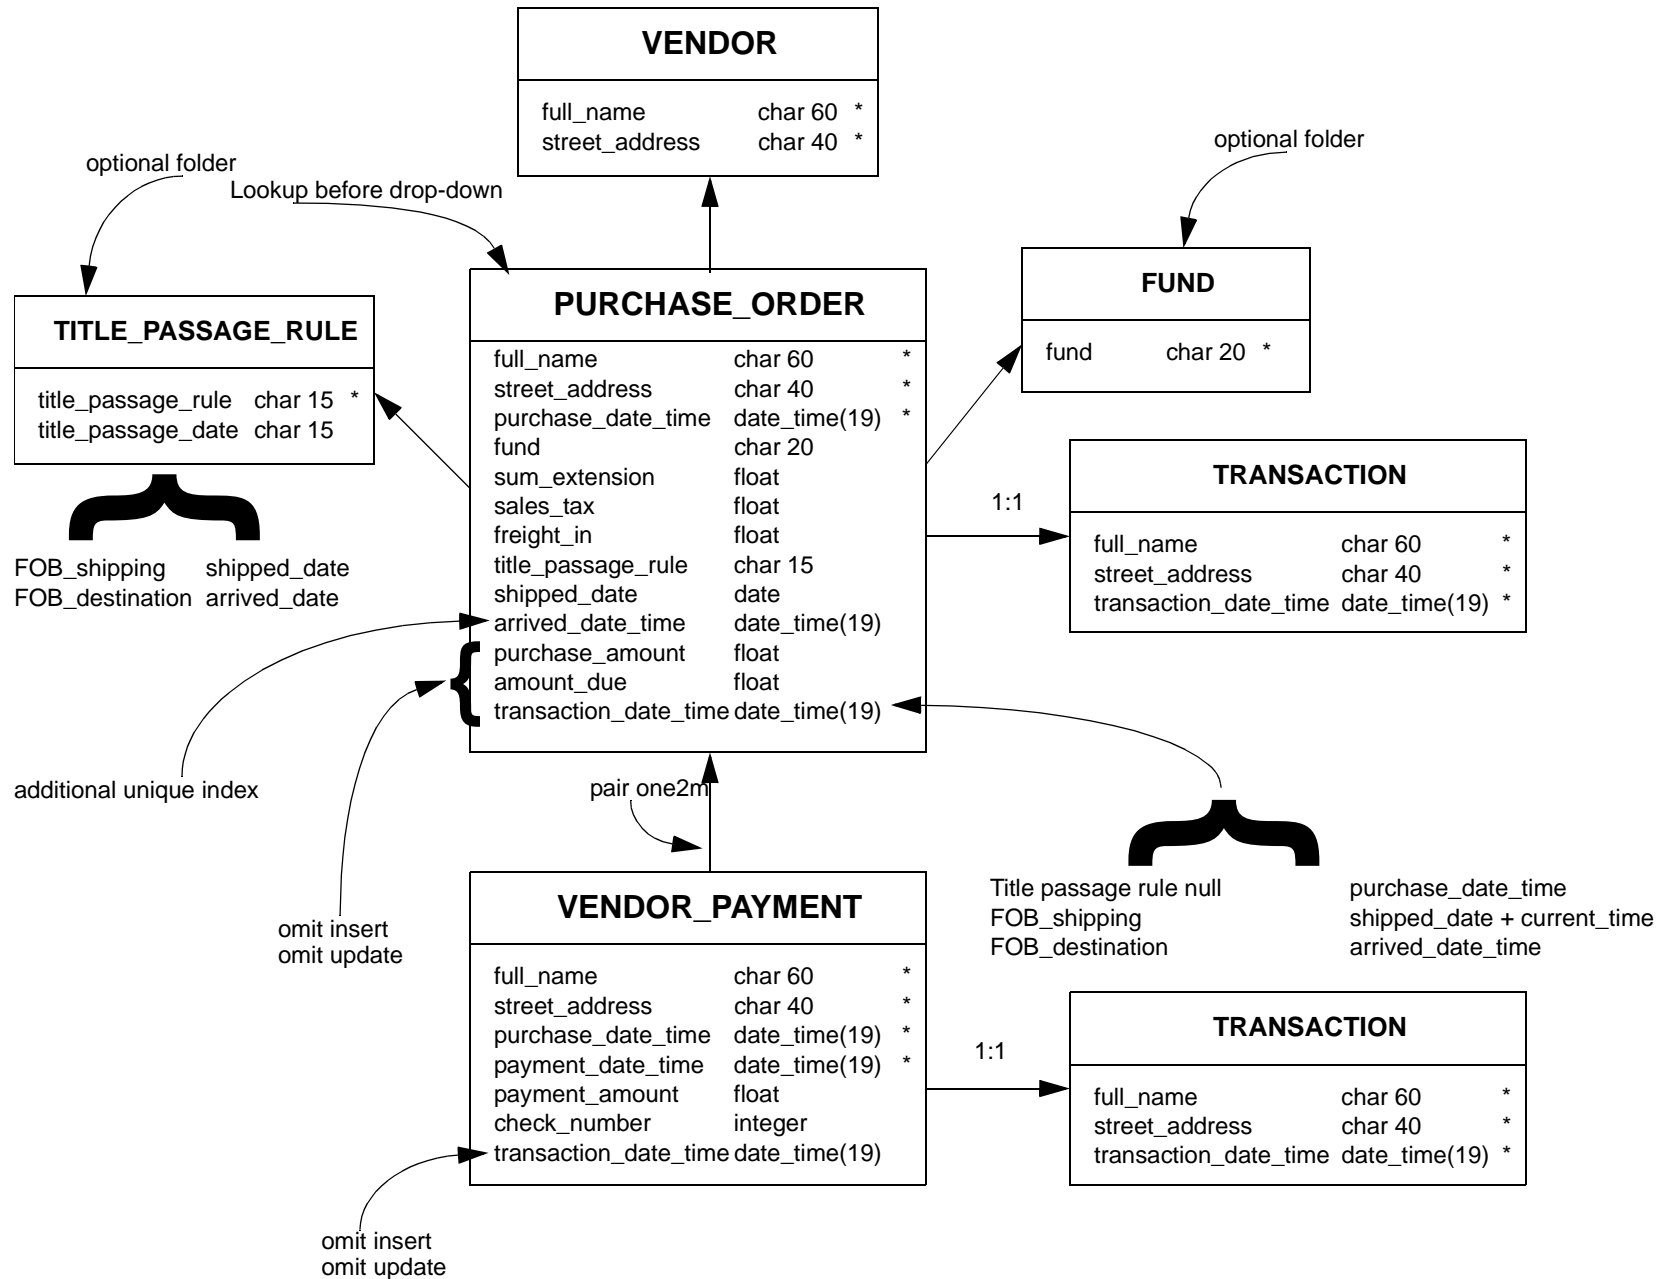 VENDOR
full_name char 60 *
street_address char 40 *
optional folder
Lookup before drop-down
optional folder
TITLE_PASSAGE_RULE
title_passage_rule char 15 *
title_passage_date char 15
FOB_shipping shipped_date
FOB_destination arrived_date
PURCHASE_ORDER
full_name char 60 *
street_address char 40 *
purchase_date_time date_time(19) *
fund char 20
sum_extension float
sales_tax float
freight_in float
title_passage_rule char 15
shipped_date date
arrived_date_time date_time(19)
purchase_amount float
amount_due float
transaction_date_time date_time(19)
FUND
fund char 20 *
1:1
TRANSACTION
full_name char 60 *
street_address char 40 *
transaction_date_time date_time(19) *
additional unique index
pair one2m
omit insert
omit update
Title passage rule null purchase_date_time
FOB_shipping shipped_date + current_time
FOB_destination arrived_date_time
VENDOR_PAYMENT
full_name char 60 *
street_address char 40 *
purchase_date_time date_time(19) *
payment_date_time date_time(19) *
payment_amount float
check_number integer
transaction_date_time date_time(19)
1:1
TRANSACTION
full_name char 60 *
street_address char 40 *
transaction_date_time date_time(19) *
omit insert
omit update